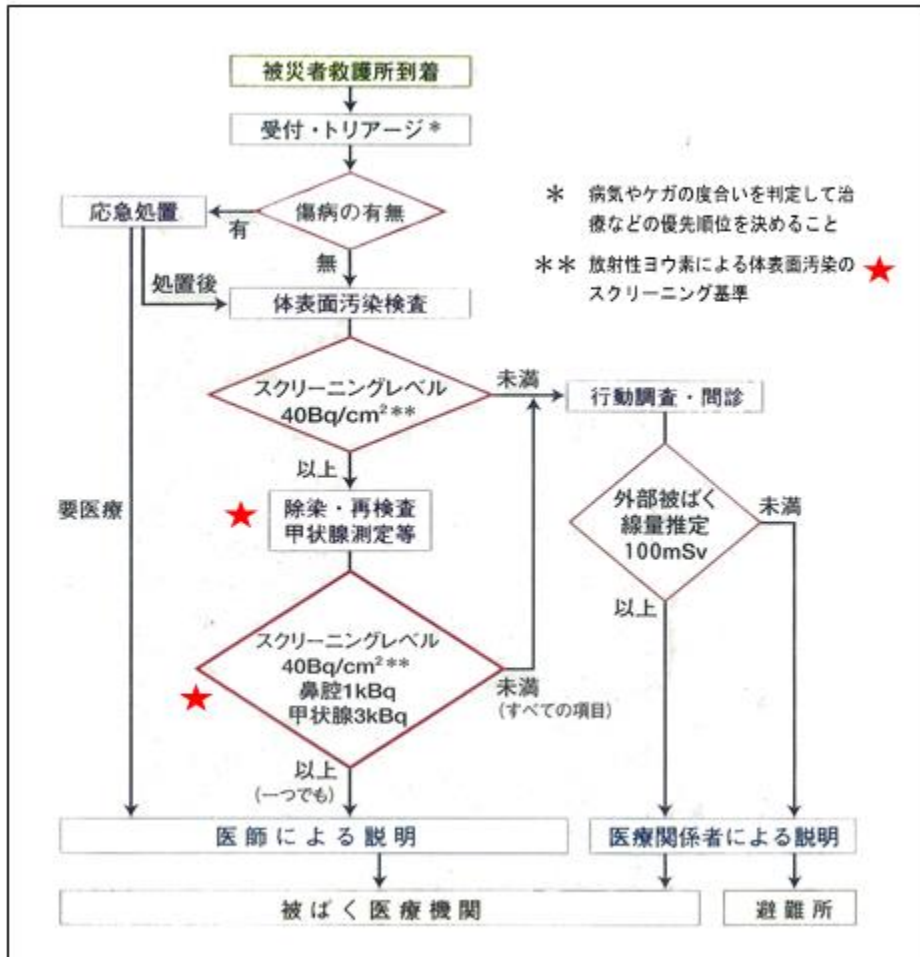 被災者救護所到着
受付・トリアージ*
傷病の有無
有
応急処置
無
処置後
体表面汚染検査
* 病気やケガの度合いを判定して治
療などの優先順位を決めること
** 放射性ヨウ素による体表面汚染の
スクリーニング基準
スクリーニングレベル
40Bq/cm²**
未満
行動調査・問診
以上
要医療
除染・再検査
甲状腺測定等
外部被ばく
線量推定
100mSv
未満
以上
スクリーニングレベル
40Bq/cm²**
鼻腔1kBq
甲状腺3kBq
未満
(すべての項目)
以上
(一つでも)
医師による説明
医療関係者による説明
被ばく医療機関
避難所